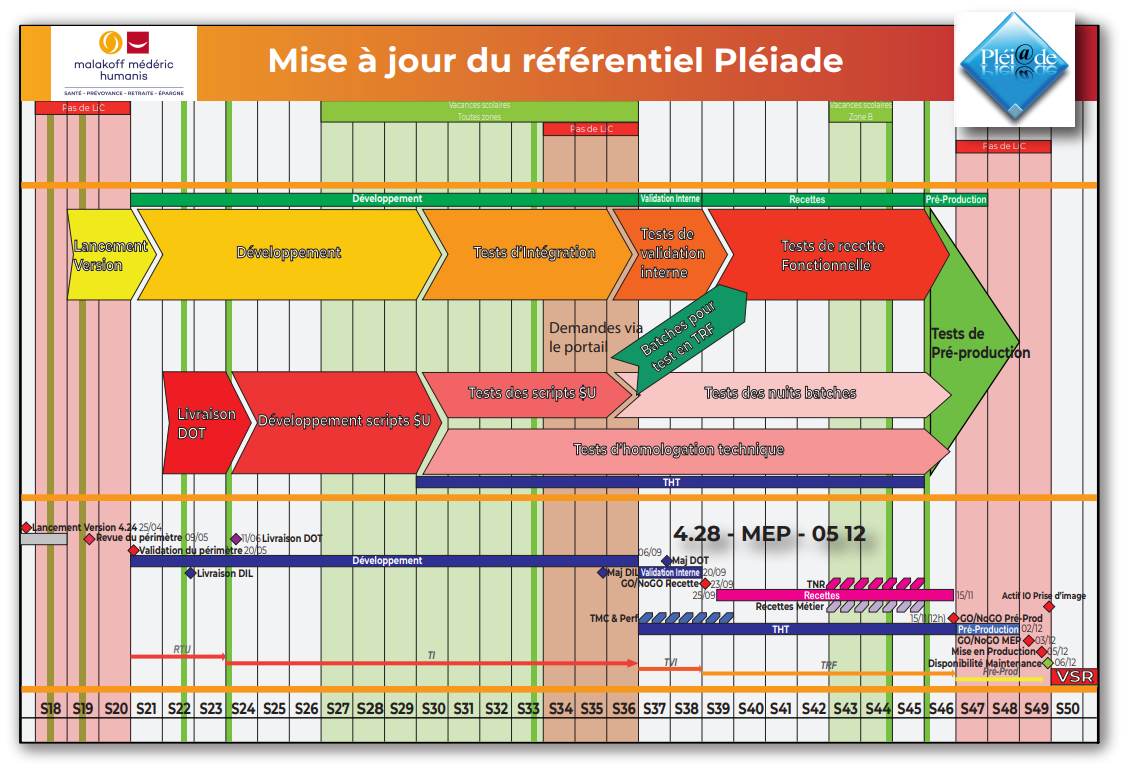 malakoff médéric
humanis
SANTÉ - PRÉVOYANCE - RETRAITE - ÉPARGNE
Mise à jour du référentiel Pléiade
Pléi@de
Pas de LIC
Vacances scolaires
Toutes zones
Pas de LIC
Vacances scolaires
Zone B
Pas de LIC
Développement
Validation Interne
Recettes
Pré-Production
Lancement
Version
Développement
Tests d'Intégration
Tests de
validation
interne
Tests de recette
Fonctionnelle
Demandes via
le portail
Batches pour
test en TRF
Tests de
Pré-production
Livraison
DOT
Développement scripts $U
Tests des scripts $U
Tests des nuits batches
Tests d'homologation technique
THT
Lancement Version 4.24 25/04
Revue du périmètre 09/05
11/06 Livraison DOT
Validation du périmètre 20/05
4.28 - MEP - 05 12
06/09
Développement
Maj DOT
Livraison DIL
Maj DIL
Validation Interne 20/09
GO/NoGO Recette 23/09
TNR
25/09
Recettes
15/11
Actif IO Prise d'image
Recettes Métier
TMC & Perf
15/11(12h) GO/NoGO Pré-Prod
THT
Pré-Production 02/12
GO/NoGO MEP 03/12
Mise en Production 05/12
Disponibilité Maintenance 06/12
RTU
TI
TVI
TRF
Pré-Prod
VSR
S18 S19 S20 S21 S22 S23 S24 S25 S26 S27 S28 S29 S30 S31 S32 S33 S34 S35 S36 S37 S38 S39 S40 S41 S42 S43 S44 S45 S46 S47 S48 S49 S50